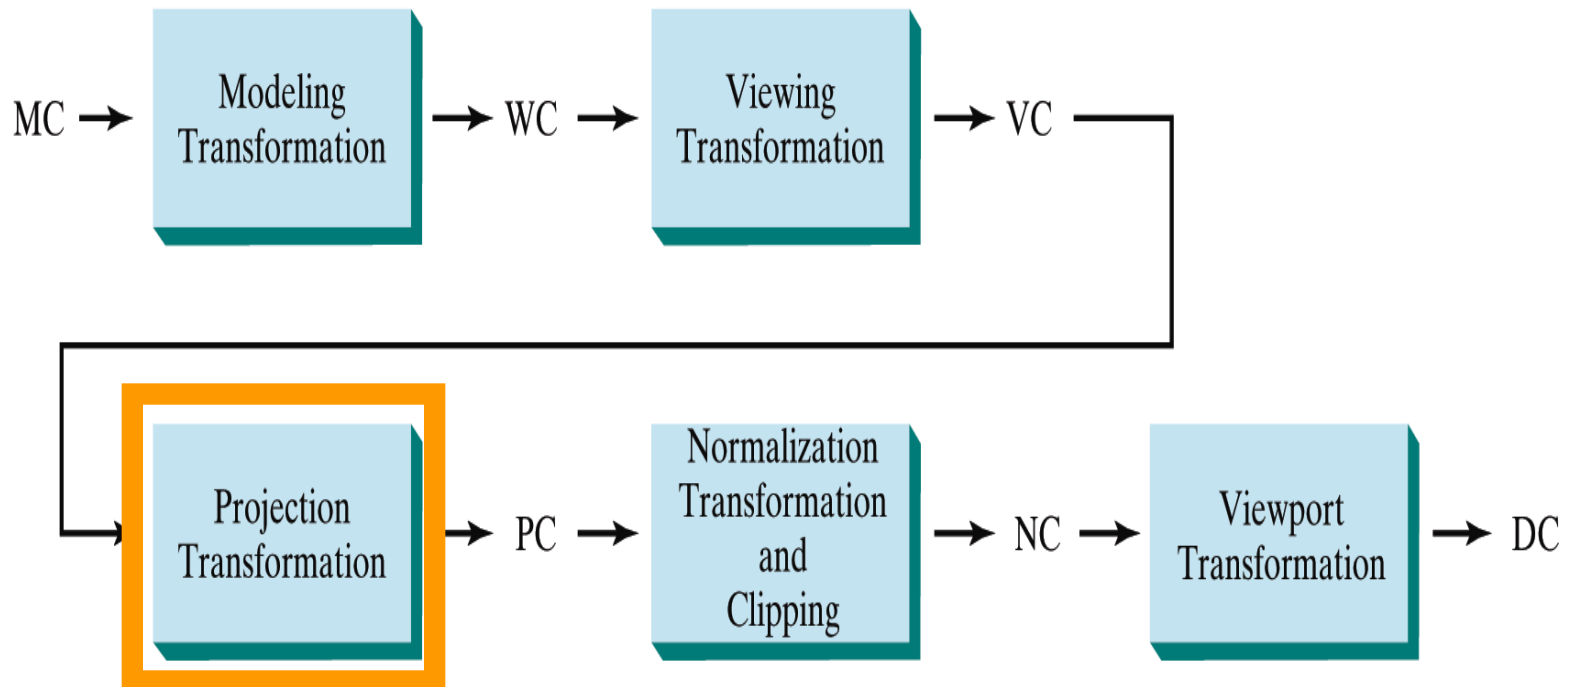 MC
Modeling
Transformation
WC
Viewing
Transformation
VC
Projection
Transformation
PC
Normalization
Transformation
and
Clipping
NC
Viewport
Transformation
DC